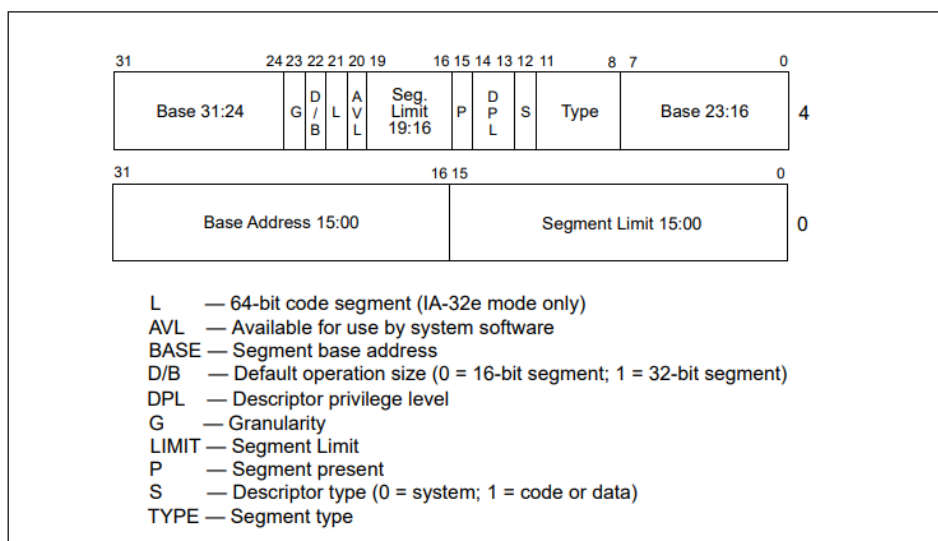 31 24 23 22 21 20 19 16 15 14 13 12 11 8 7 0
Base 31:24 G D/B L AVL Seg. Limit 19:16 P DPL S Type Base 23:16 4
31 16 15 0
Base Address 15:00 Segment Limit 15:00 0
L — 64-bit code segment (IA-32e mode only)
AVL — Available for use by system software
BASE — Segment base address
D/B — Default operation size (0 = 16-bit segment; 1 = 32-bit segment)
DPL — Descriptor privilege level
G — Granularity
LIMIT — Segment Limit
P — Segment present
S — Descriptor type (0 = system; 1 = code or data)
TYPE — Segment type